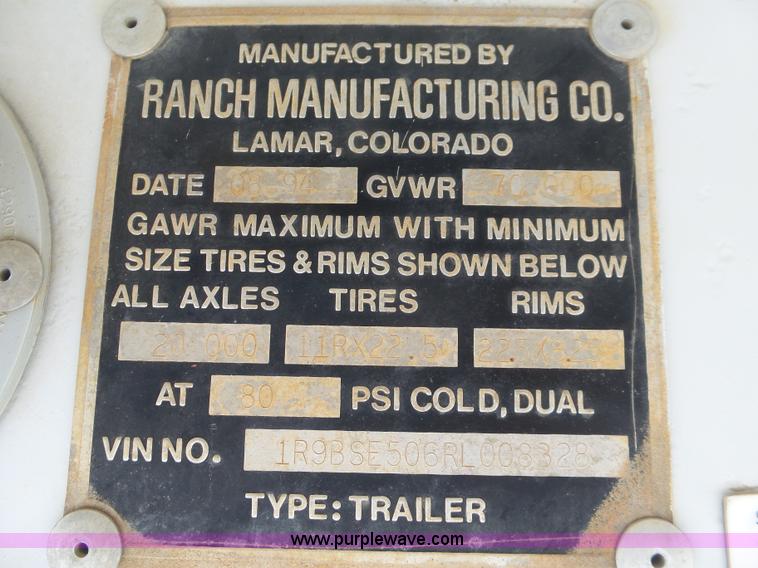 MANUFACTURED BY
RANCH MANUFACTURING CO.
LAMAR, COLORADO
DATE 08 94 GVWR 70 000
GAWR MAXIMUM WITH MINIMUM
SIZE TIRES & RIMS SHOWN BELOW
ALL AXLES TIRES RIMS
20 000 11RX22.5
AT 80 PSI COLD, DUAL
VIN NO. 1R9BSE506RL008328
TYPE: TRAILER
www.purplewave.com